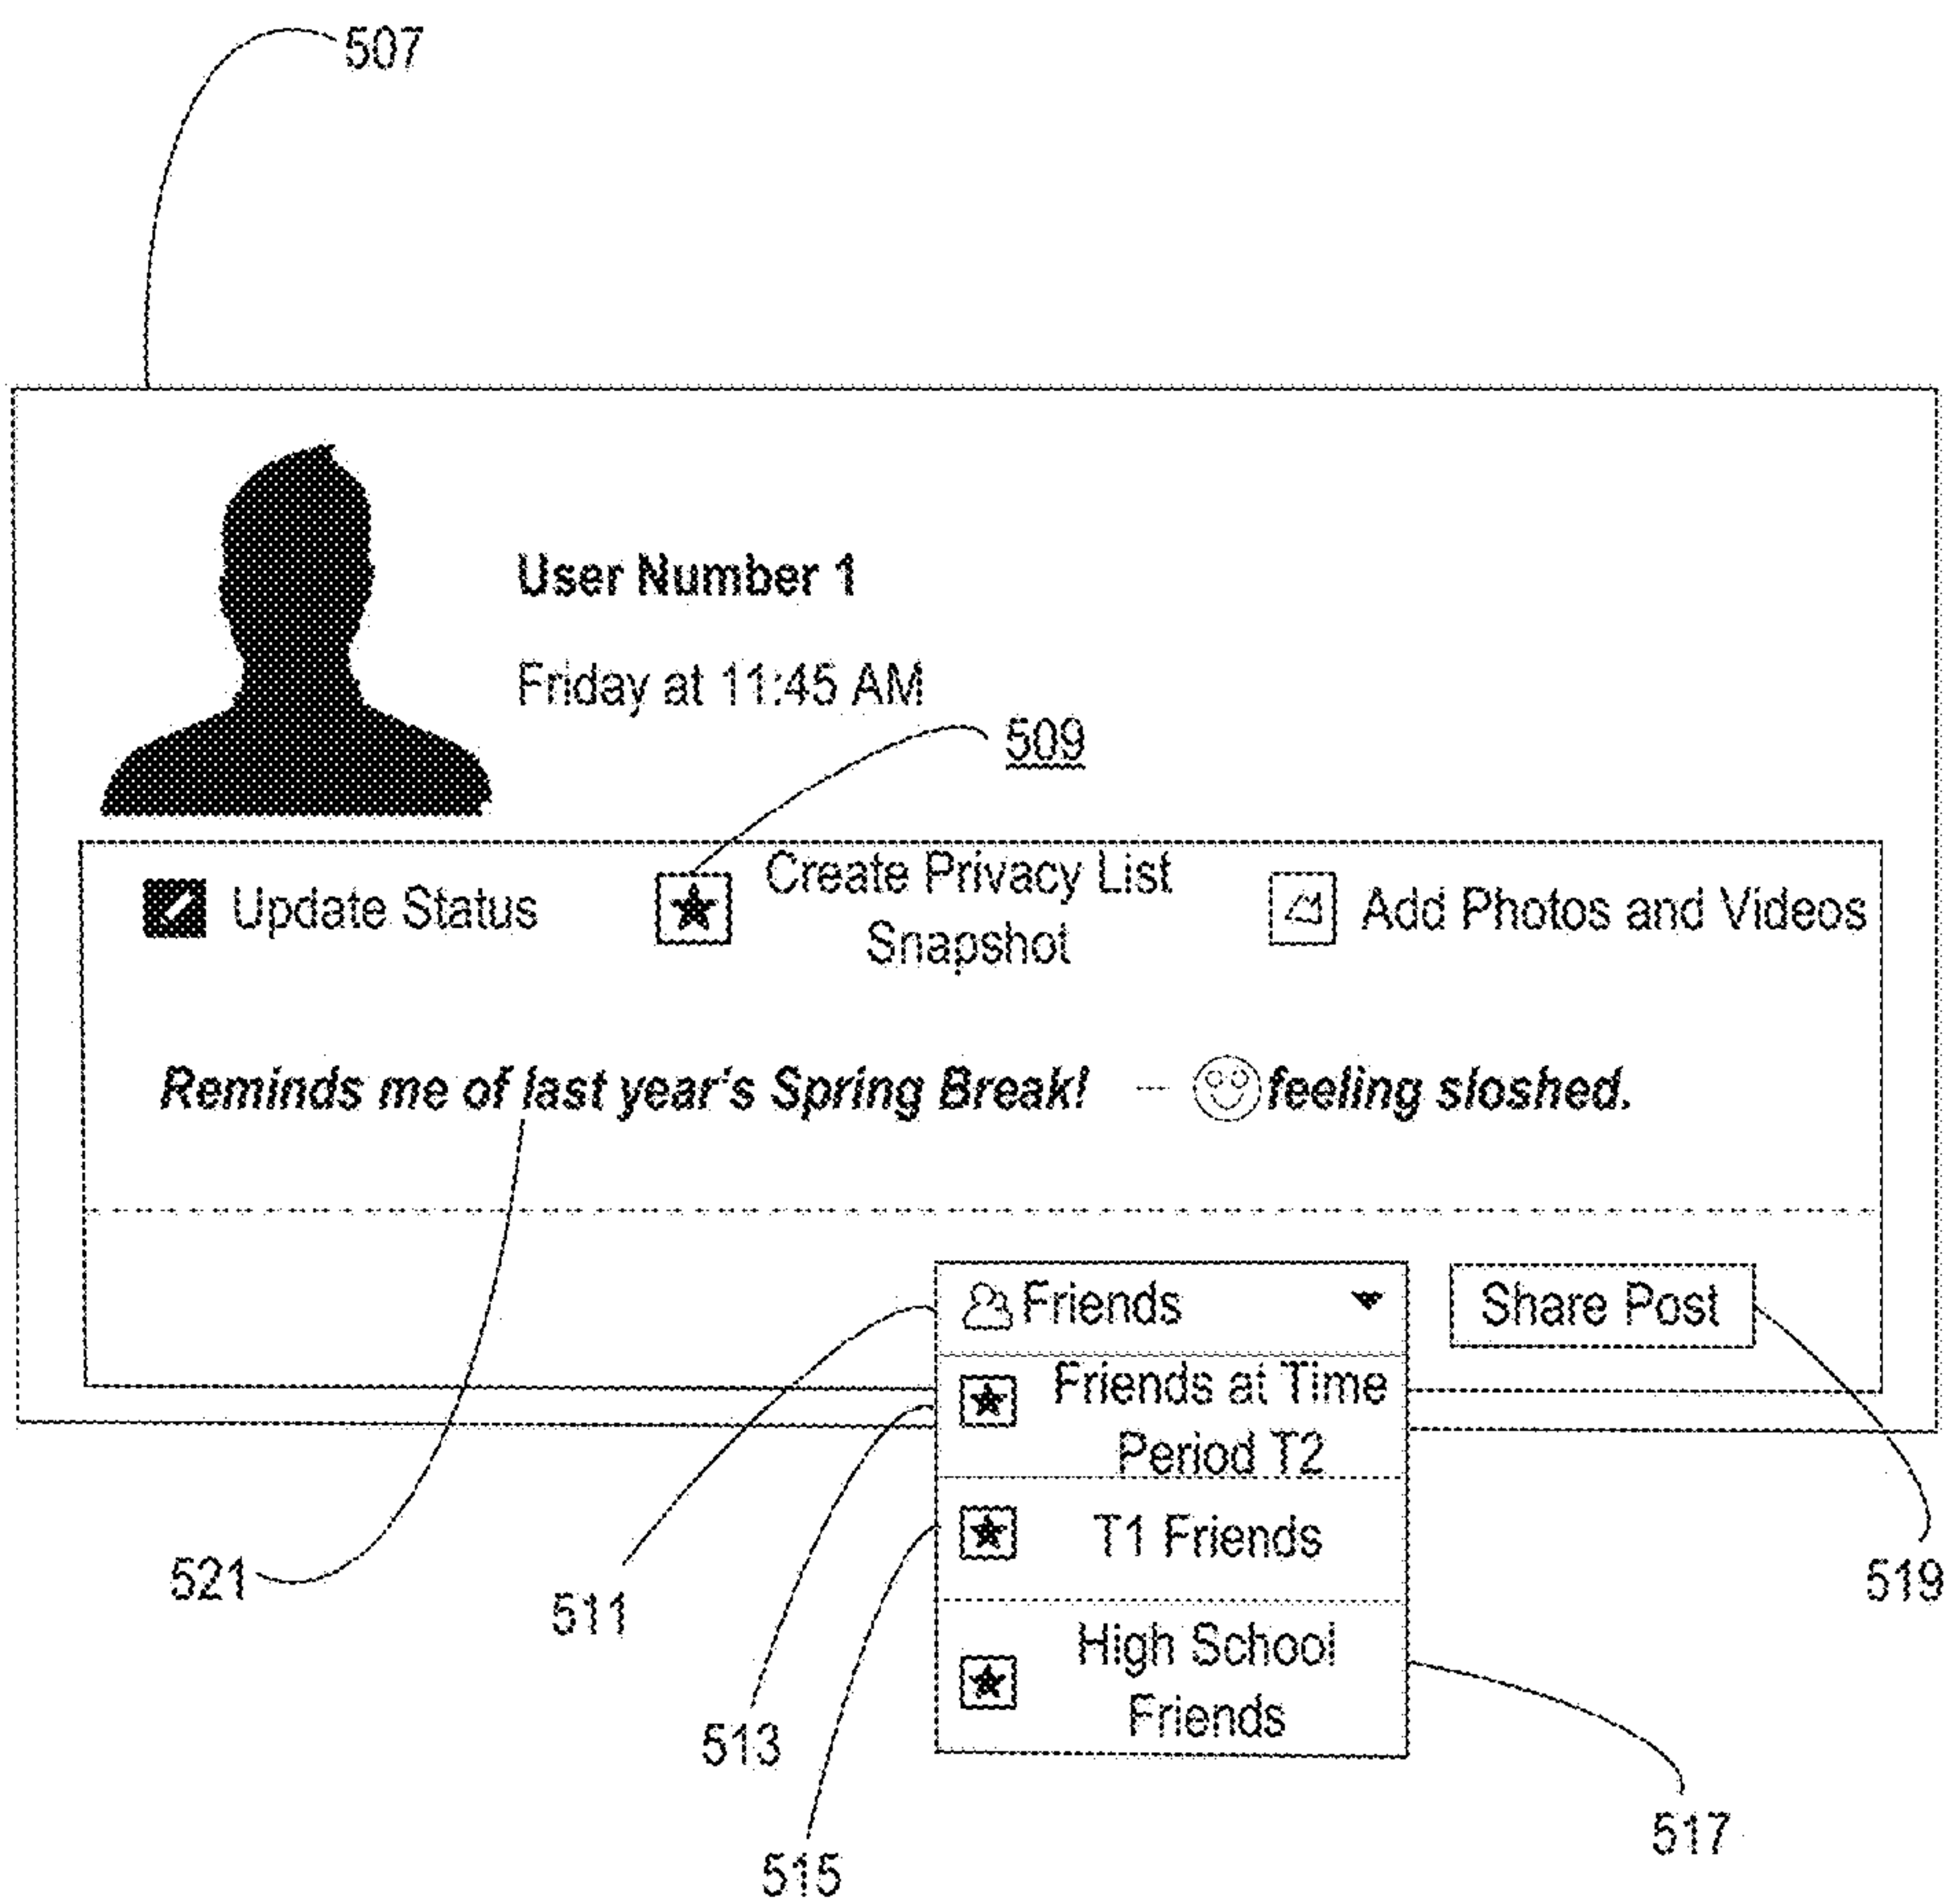 507
User Number 1
Friday at 11:45 AM
509
Update Status
Create Privacy List
Snapshot
Add Photos and Videos
Reminds me of last year's Spring Break! -- feeling sloshed.
Friends
Share Post
Friends at Time
Period T2
T1 Friends
High School
Friends
521
511
519
513
517
515